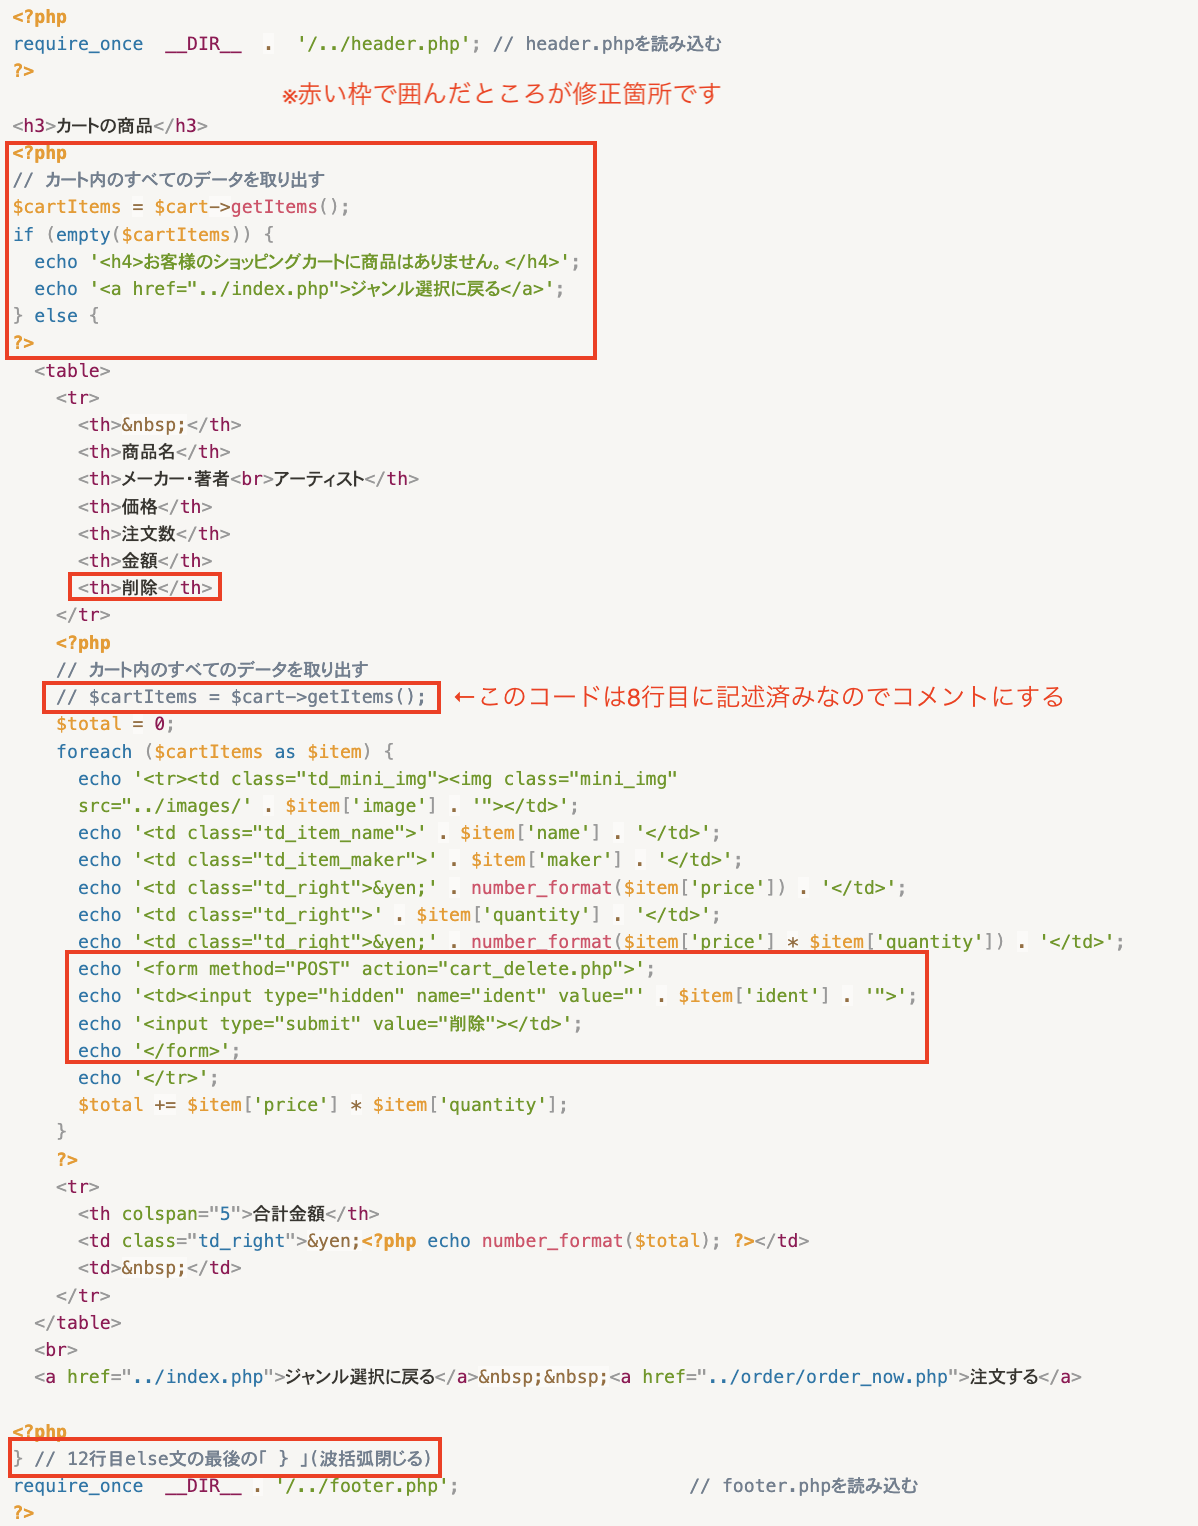 <?php
require_once __DIR__ . '/../header.php'; // header.phpを読み込む
?>
※赤い枠で囲んだところが修正箇所です
<h3>カートの商品</h3>
<?php
// カート内のすべてのデータを取り出す
$cartItems = $cart->getItems();
if (empty($cartItems)) {
  echo '<h4>お客様のショッピングカートに商品はありません。</h4>';
  echo '<a href="../index.php">ジャンル選択に戻る</a>';
} else {
?>
  <table>
    <tr>
      <th>&nbsp;</th>
      <th>商品名</th>
      <th>メーカー・著者<br>アーティスト</th>
      <th>価格</th>
      <th>注文数</th>
      <th>金額</th>
      <th>削除</th>
    </tr>
    <?php
    // カート内のすべてのデータを取り出す
    // $cartItems = $cart->getItems(); ←このコードは8行目に記述済みなのでコメントにする
    $total = 0;
    foreach ($cartItems as $item) {
      echo '<tr><td class="td_mini_img"><img class="mini_img"
      src="../images/' . $item['image'] . '"></td>';
      echo '<td class="td_item_name">' . $item['name'] . '</td>';
      echo '<td class="td_item_maker">' . $item['maker'] . '</td>';
      echo '<td class="td_right">&yen;' . number_format($item['price']) . '</td>';
      echo '<td class="td_right">' . $item['quantity'] . '</td>';
      echo '<td class="td_right">&yen;' . number_format($item['price'] * $item['quantity']) . '</td>';
      echo '<form method="POST" action="cart_delete.php">';
      echo '<td><input type="hidden" name="ident" value="' . $item['ident'] . '">';
      echo '<input type="submit" value="削除"></td>';
      echo '</form>';
      echo '</tr>';
      $total += $item['price'] * $item['quantity'];
    }
    ?>
    <tr>
      <th colspan="5">合計金額</th>
      <td class="td_right">&yen;<?php echo number_format($total); ?></td>
      <td>&nbsp;</td>
    </tr>
  </table>
  <br>
  <a href="../index.php">ジャンル選択に戻る</a>&nbsp;&nbsp;<a href="../order/order_now.php">注文する</a>
<?php
} // 12行目else文の最後の「 } 」(波括弧閉じる)
require_once __DIR__ . '/../footer.php'; // footer.phpを読み込む
?>